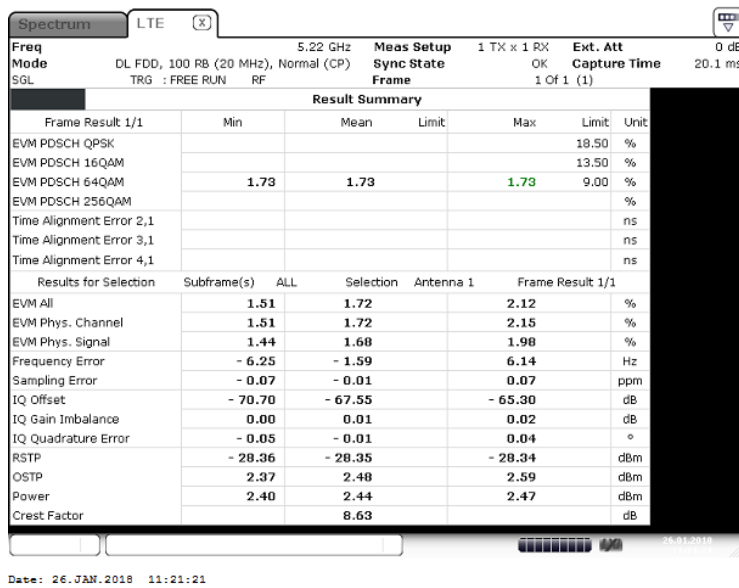 Spectrum LTE X
Freq 5.22 GHz Meas Setup 1 TX x 1 RX Ext. Att 0 dB
Mode DL FDD, 100 RB (20 MHz), Normal (CP) Sync State OK Capture Time 20.1 ms
SGL TRG : FREE RUN RF Frame 1 Of 1 (1)
Result Summary
Frame Result 1/1 Min Mean Limit Max Limit Unit
EVM PDSCH QPSK 18.50 %
EVM PDSCH 16QAM 13.50 %
EVM PDSCH 64QAM 1.73 1.73 1.73 9.00 %
EVM PDSCH 256QAM %
Time Alignment Error 2,1 ns
Time Alignment Error 3,1 ns
Time Alignment Error 4,1 ns
Results for Selection Subframe(s) ALL Selection Antenna 1 Frame Result 1/1
EVM All 1.51 1.72 2.12 %
EVM Phys. Channel 1.51 1.72 2.15 %
EVM Phys. Signal 1.44 1.68 1.98 %
Frequency Error - 6.25 - 1.59 6.14 Hz
Sampling Error - 0.07 - 0.01 0.07 ppm
IQ Offset - 70.70 - 67.55 - 65.30 dB
IQ Gain Imbalance 0.00 0.01 0.02 dB
IQ Quadrature Error - 0.05 - 0.01 0.04 °
RSTP - 28.36 - 28.35 - 28.34 dBm
OSTP 2.37 2.48 2.59 dBm
Power 2.40 2.44 2.47 dBm
Crest Factor 8.63 dB
26.01.2018
Date: 26.JAN.2018 11:21:21